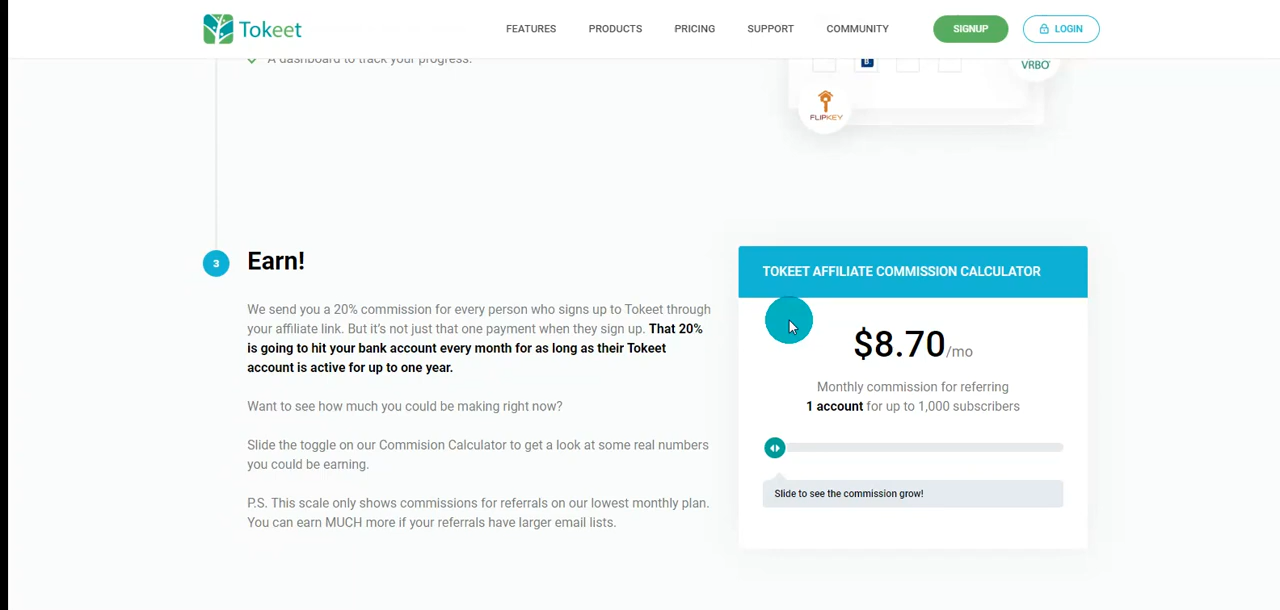 Tokeet
FEATURES
PRODUCTS
PRICING
SUPPORT
COMMUNITY
SIGNUP
LOGIN
A dashboard to track your progress.
B
VRBO
FLIPKEY
3
Earn!
We send you a 20% commission for every person who signs up to Tokeet through
your affiliate link. But it's not just that one payment when they sign up. That 20%
is going to hit your bank account every month for as long as their Tokeet
account is active for up to one year.
Want to see how much you could be making right now?
Slide the toggle on our Commision Calculator to get a look at some real numbers
you could be earning.
P.S. This scale only shows commissions for referrals on our lowest monthly plan.
You can earn MUCH more if your referrals have larger email lists.
TOKEET AFFILIATE COMMISSION CALCULATOR
$8.70/mo
Monthly commission for referring
1 account for up to 1,000 subscribers
Slide to see the commission grow!